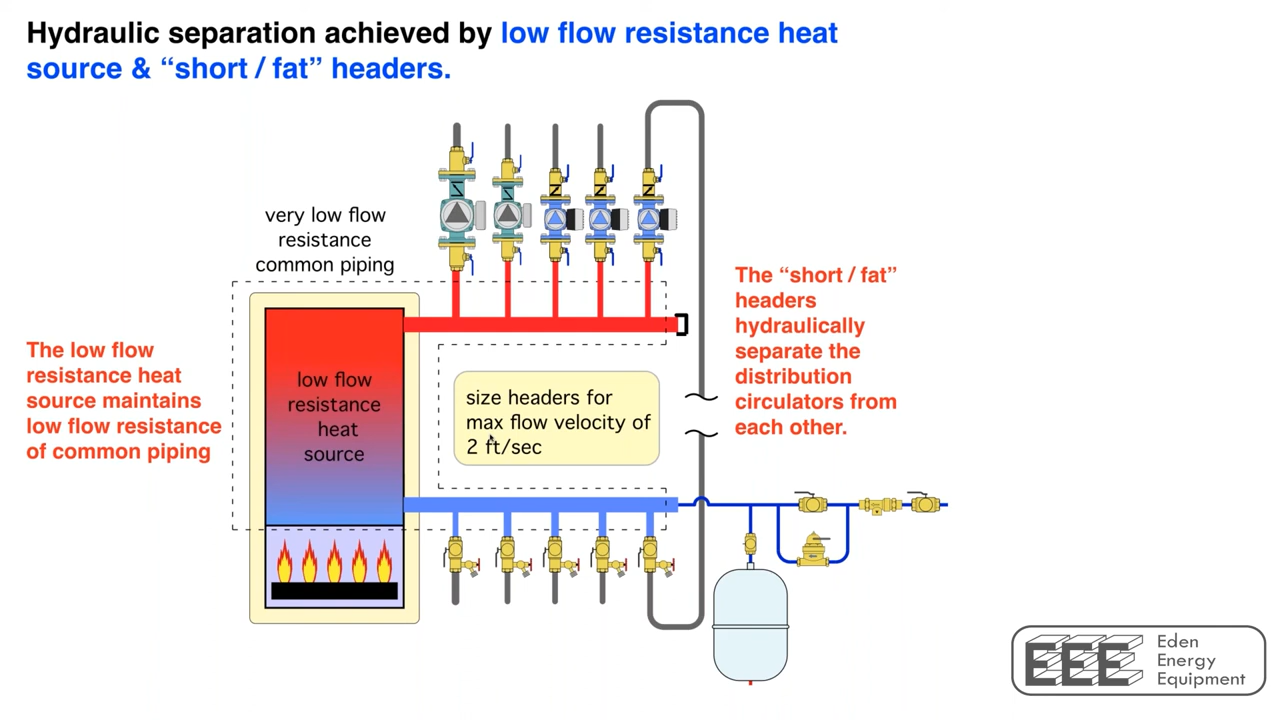 Hydraulic separation achieved by low flow resistance heat
source & “short / fat” headers.
very low flow
resistance
common piping)
The low flow
resistance heat
source maintains
low flow resistance
of common piping
low flow
resistance
heat
source
size headers for
max flow velocity of
2 ft/sec
The “short / fat”
headers
hydraulically
separate the
distribution
circulators from
each other.
EEE
Eden
Energy
Equipment